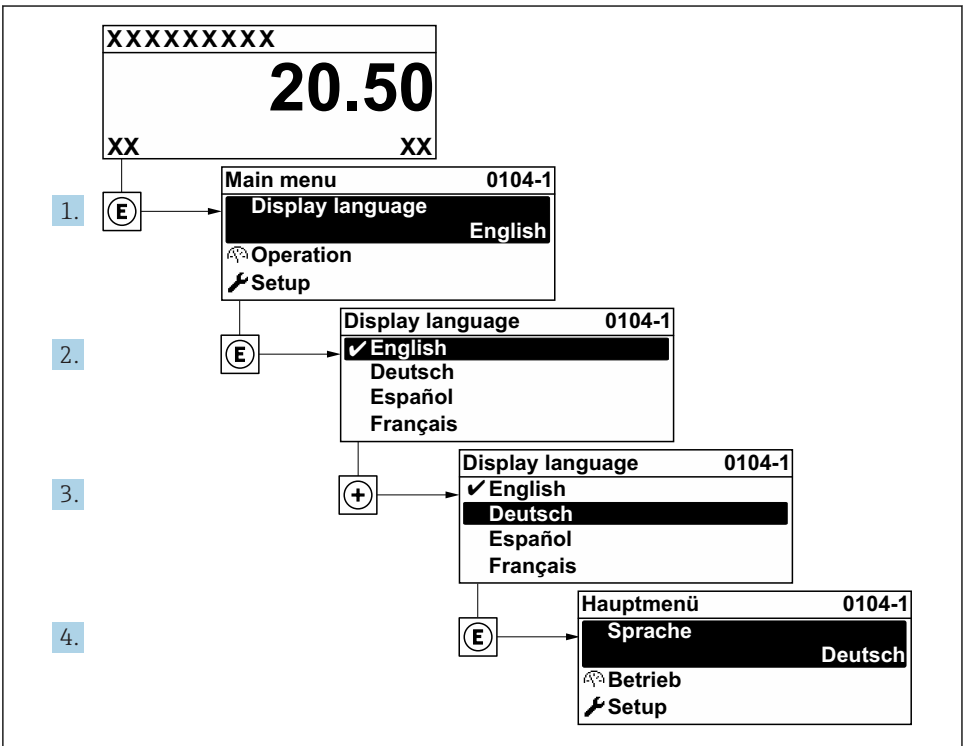 XXXXXXXXX
20.50
XX XX
1. E
Main menu 0104-1
Display language
English
Operation
Setup
2. E
Display language 0104-1
✔English
Deutsch
Español
Français
3. +
Display language 0104-1
✔English
Deutsch
Español
Français
4. E
Hauptmenü 0104-1
Sprache
Deutsch
Betrieb
Setup